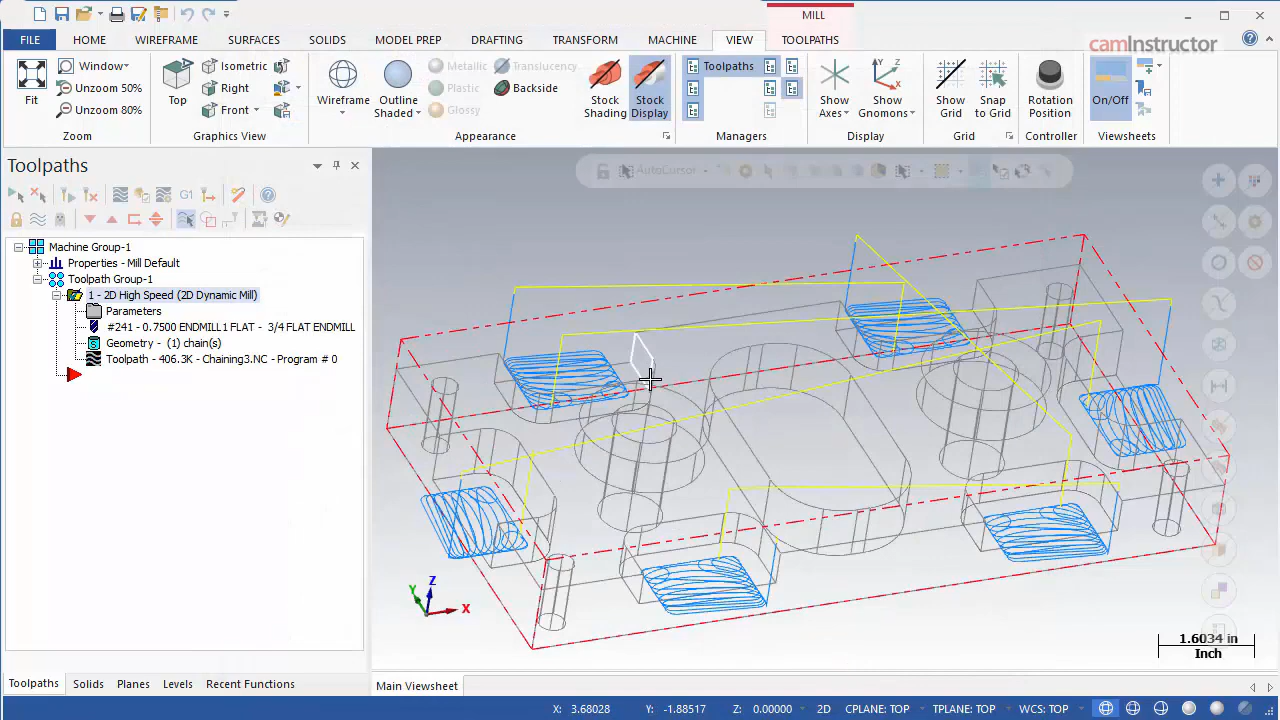 MILL
FILE HOME WIREFRAME SURFACES SOLIDS MODEL PREP DRAFTING TRANSFORM MACHINE VIEW TOOLPATHS
camInstructor
Window
Unzoom 50%
Unzoom 80%
Fit
Zoom
Top
Isometric
Right
Front
Graphics View
Wireframe
Outline
Shaded
Metallic
Plastic
Glossy
Translucency
Backside
Stock
Shading
Stock
Display
Appearance
Toolpaths
Managers
Show
Axes
Show
Gnomons
Display
Show
Grid
Snap
to Grid
Grid
Rotation
Position
Controller
On/Off
Viewsheets
Toolpaths
AutoCursor
G1
Machine Group-1
Properties - Mill Default
Toolpath Group-1
1 - 2D High Speed (2D Dynamic Mill)
Parameters
#241 - 0.7500 ENDMILL1 FLAT - 3/4 FLAT ENDMILL
Geometry - (1) chain(s)
Toolpath - 406.3K - Chaining3.NC - Program # 0
Z
Y
X
1.6034 in
Inch
Toolpaths Solids Planes Levels Recent Functions
Main Viewsheet
X: 3.68028 Y: -1.88517 Z: 0.00000 2D CPLANE: TOP TPLANE: TOP WCS: TOP